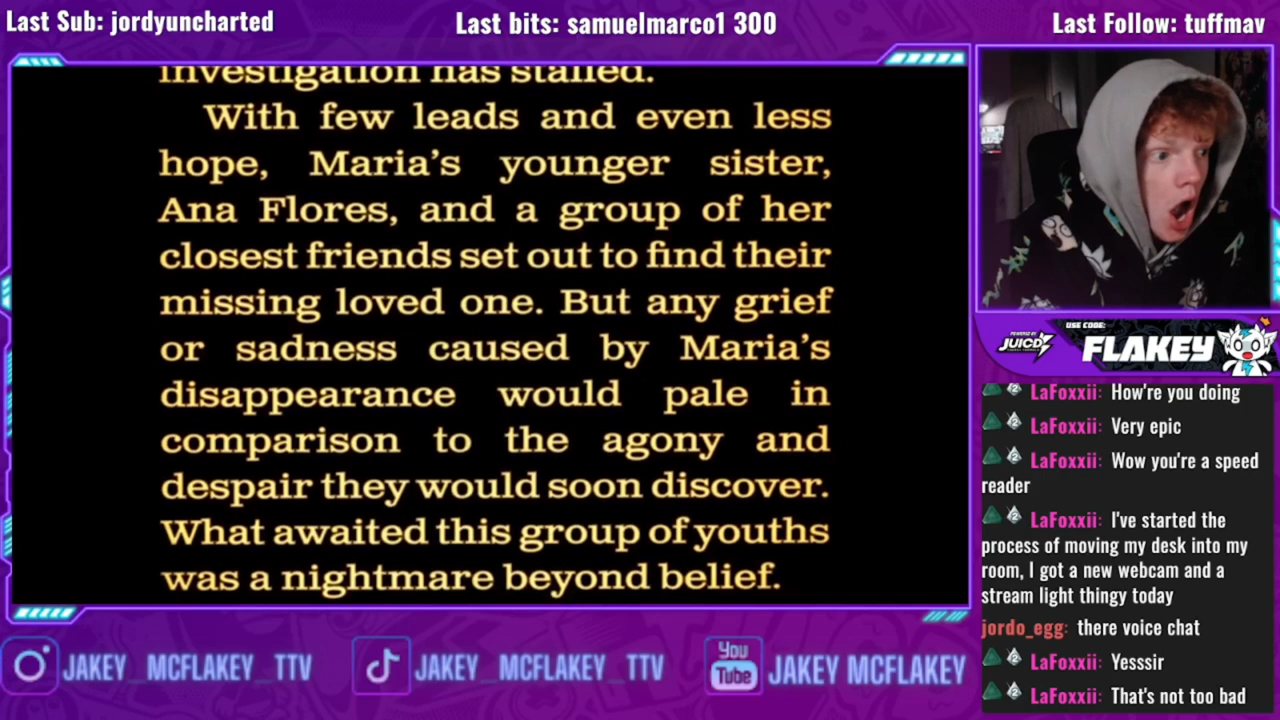 Last Sub: jordyuncharted
Last bits: samuelmarco1 300
Last Follow: tuffmav
investigation has stalled.
With few leads and even less
hope, Maria's younger sister,
Ana Flores, and a group of her
closest friends set out to find their
missing loved one. But any grief
or sadness caused by Maria's
disappearance would pale in
comparison to the agony and
despair they would soon discover.
What awaited this group of youths
was a nightmare beyond belief.
POWERED BY
JUICD
USE CODE:
FLAKEY
LaFoxxii: How're you doing
LaFoxxii: Very epic
LaFoxxii: Wow you're a speed
reader
LaFoxxii: I've started the
process of moving my desk into my
room, I got a new webcam and a
stream light thingy today
jordo_egg: there voice chat
LaFoxxii: Yesssir
LaFoxxii: That's not too bad
JAKEY_MCFLAKEY_TTV
JAKEY_MCFLAKEY_TTV
You
Tube
JAKEY MCFLAKEY